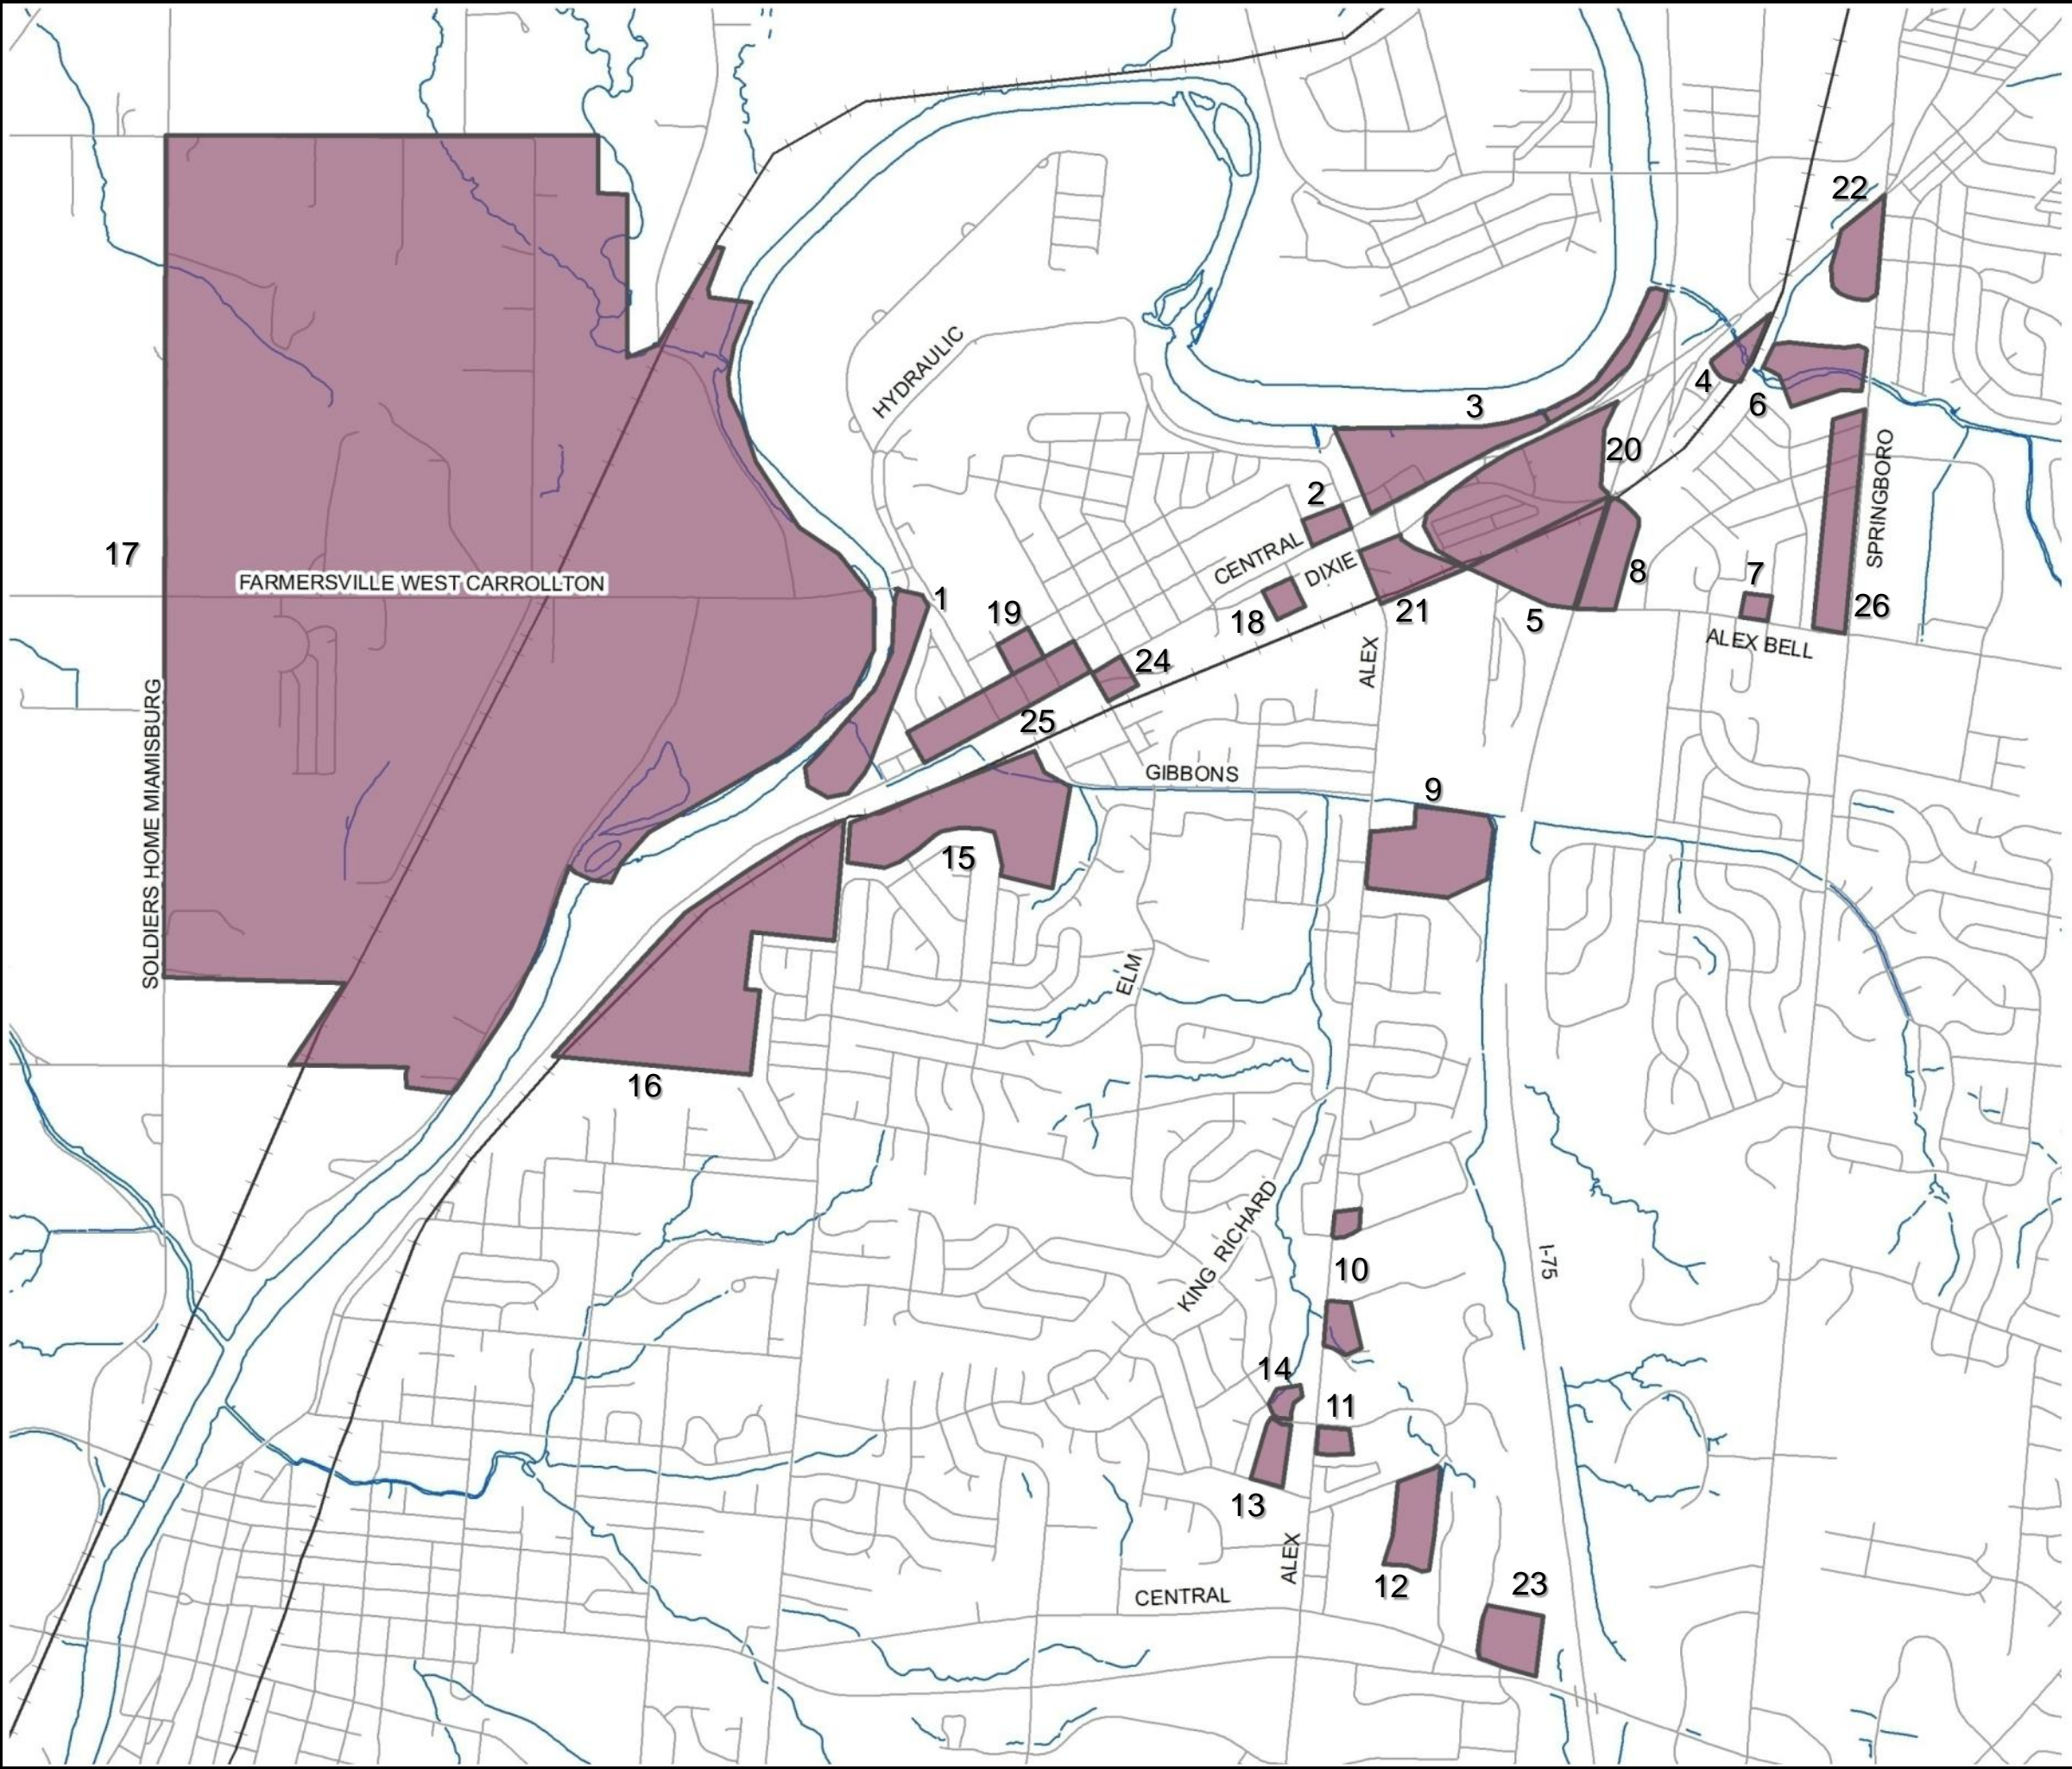 22
HYDRAULIC
3
4
6
20
2
SPRINGBORO
17
CENTRAL
DIXIE
FARMERSVILLE WEST CARROLLTON
8
7
1
19
18
21
5
26
ALEX BELL
24
ALEX
25
SOLDIERS HOME MIAMISBURG
GIBBONS
9
15
ELM
16
KING RICHARD
10
I-75
14
11
13
ALEX
12
23
CENTRAL